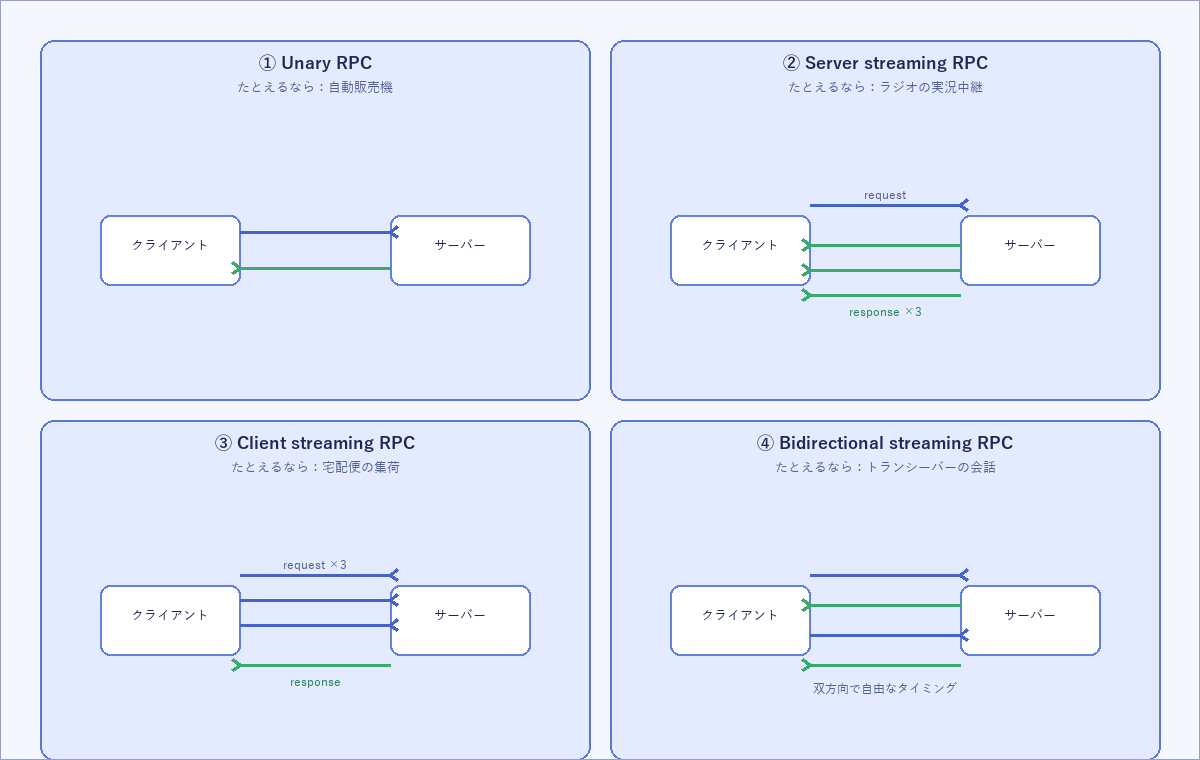 ① Unary RPC
たとえるなら：自動販売機
クライアント
サーバー
② Server streaming RPC
たとえるなら：ラジオの実況中継
request
クライアント
サーバー
response ×3
③ Client streaming RPC
たとえるなら：宅配便の集荷
request ×3
クライアント
サーバー
response
④ Bidirectional streaming RPC
たとえるなら：トランシーバーの会話
クライアント
サーバー
双方向で自由なタイミング